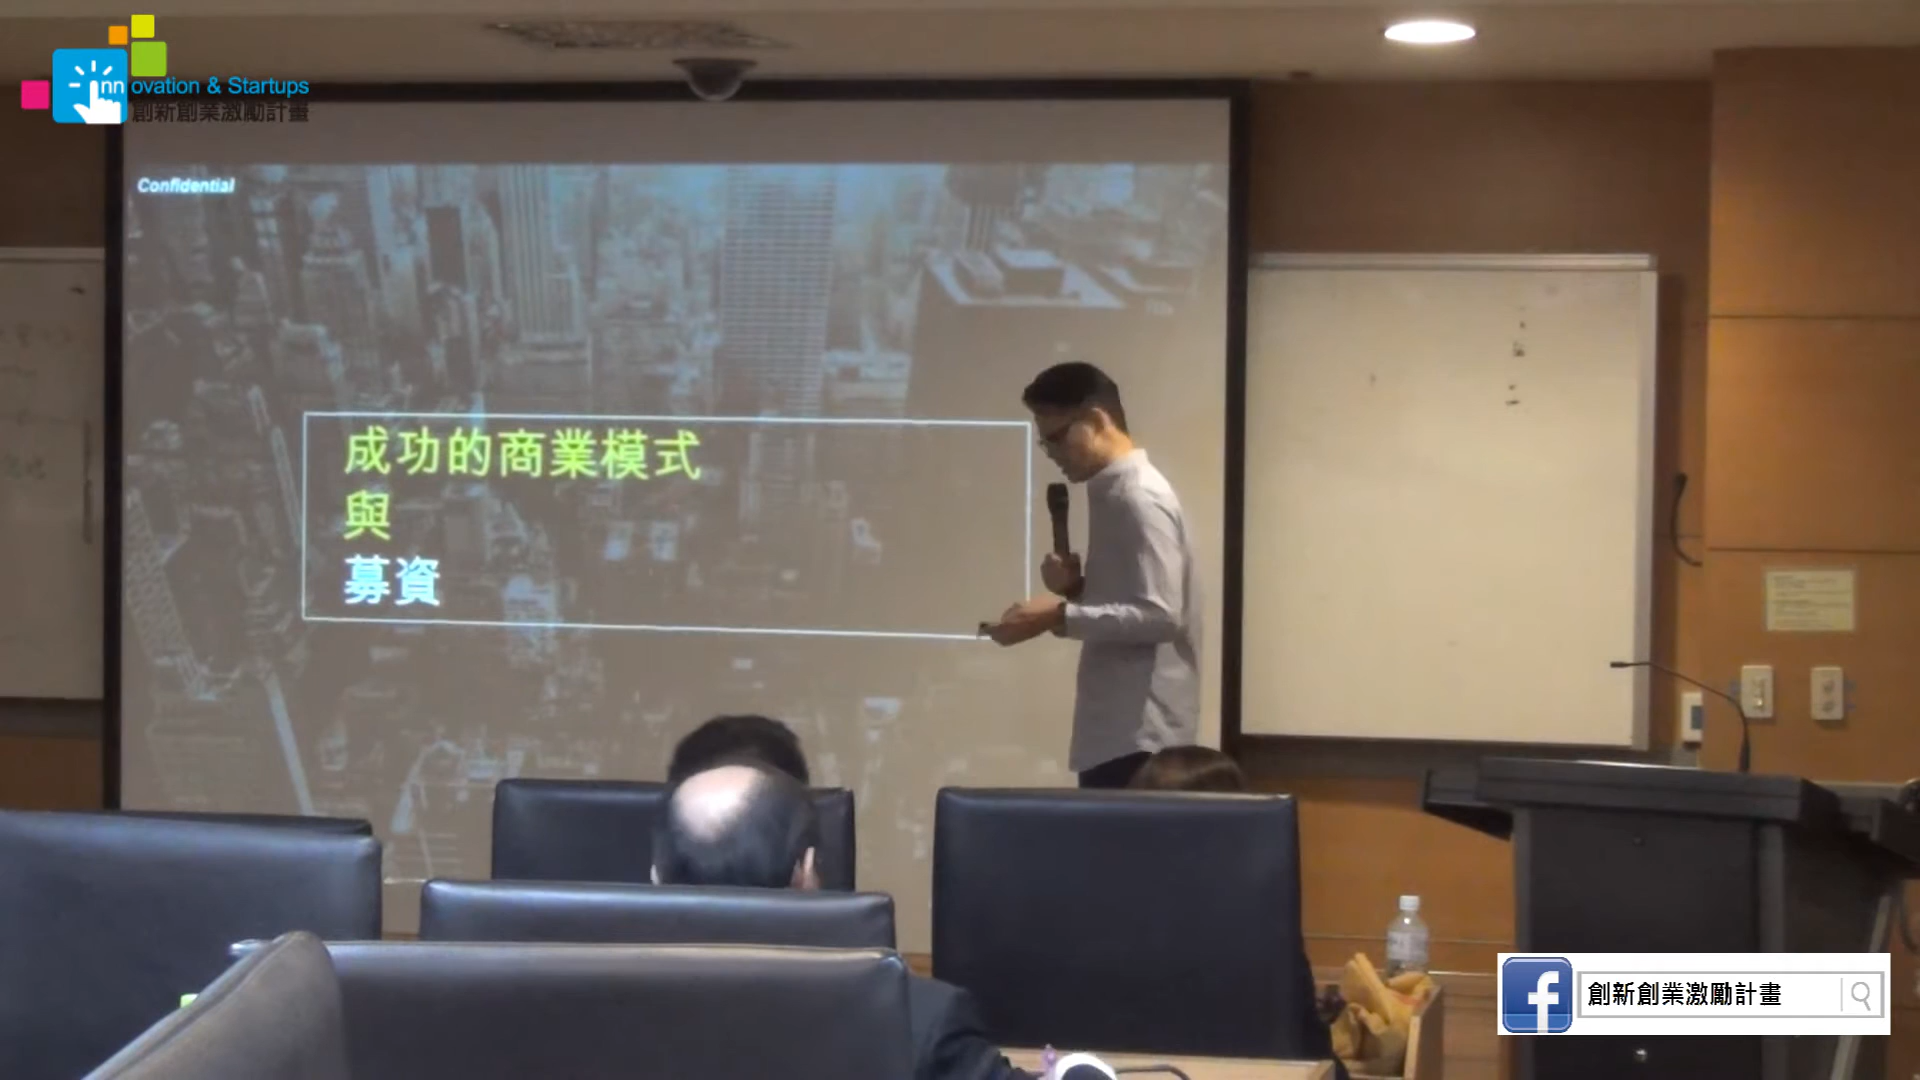 Innovation & Startups
創新創業激勵計畫
Confidential
成功的商業模式
與
募資
創新創業激勵計畫